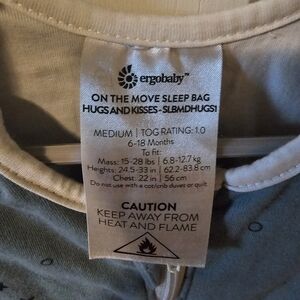 ergobaby™
ON THE MOVE SLEEP BAG
HUGS AND KISSES - SLBMDHUGS1
MEDIUM | TOG RATING: 1.0
6-18 Months
To fit:
Mass: 15-28 lbs | 6.8-12.7 kg
Heights: 24.5-33 in | 62.2-83.8 cm
Chest: 22 in | 56 cm
Do not use with a cot/crib duvet or quilt
CAUTION
KEEP AWAY FROM
HEAT AND FLAME